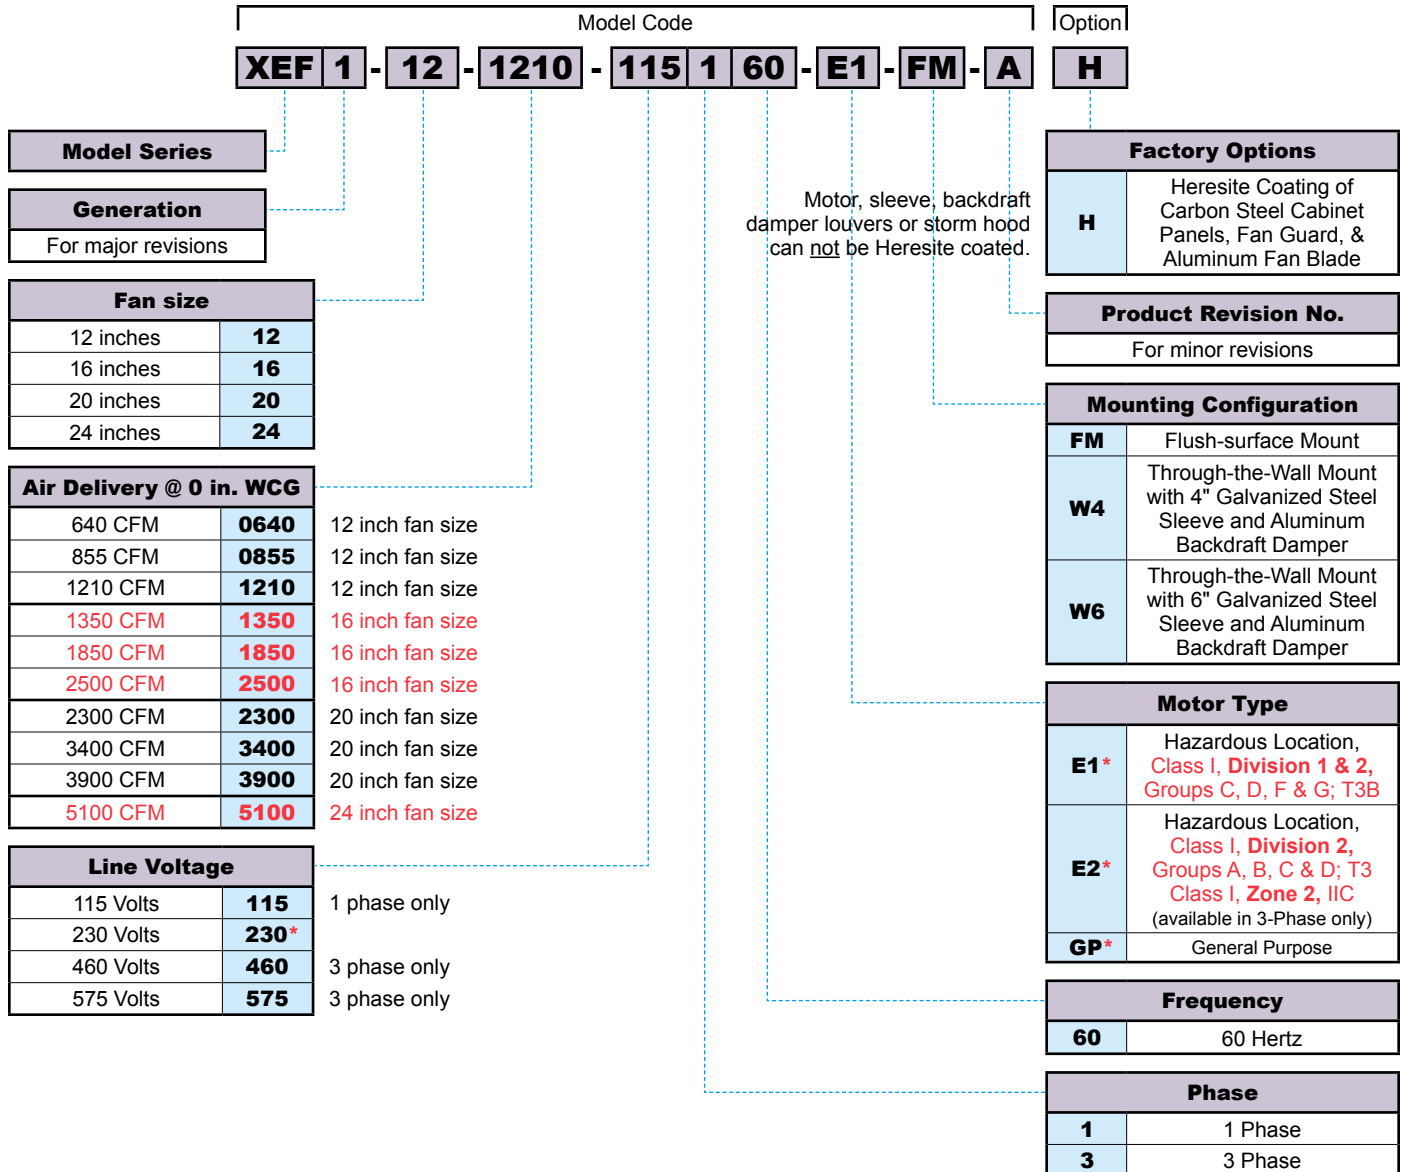 Model Code
Option
XEF 1 - 12 - 1210 - 115 1 60 - E1 - FM - A H
Model Series
Generation
For major revisions
Fan size
12 inches 12
16 inches 16
20 inches 20
24 inches 24
Air Delivery @ 0 in. WCG
640 CFM 0640 12 inch fan size
855 CFM 0855 12 inch fan size
1210 CFM 1210 12 inch fan size
1350 CFM 1350 16 inch fan size
1850 CFM 1850 16 inch fan size
2500 CFM 2500 16 inch fan size
2300 CFM 2300 20 inch fan size
3400 CFM 3400 20 inch fan size
3900 CFM 3900 20 inch fan size
5100 CFM 5100 24 inch fan size
Line Voltage
115 Volts 115 1 phase only
230 Volts 230*
460 Volts 460 3 phase only
575 Volts 575 3 phase only
Motor, sleeve, backdraft
damper louvers or storm hood
can not be Heresite coated.
Factory Options
H
Heresite Coating of
Carbon Steel Cabinet
Panels, Fan Guard, &
Aluminum Fan Blade
Product Revision No.
For minor revisions
Mounting Configuration
FM Flush-surface Mount
W4
Through-the-Wall Mount
with 4" Galvanized Steel
Sleeve and Aluminum
Backdraft Damper
W6
Through-the-Wall Mount
with 6" Galvanized Steel
Sleeve and Aluminum
Backdraft Damper
Motor Type
E1*
Hazardous Location,
Class I, Division 1 & 2,
Groups C, D, F & G; T3B
E2*
Hazardous Location,
Class I, Division 2,
Groups A, B, C & D; T3
Class I, Zone 2, IIC
(available in 3-Phase only)
GP* General Purpose
Frequency
60 60 Hertz
Phase
1 1 Phase
3 3 Phase